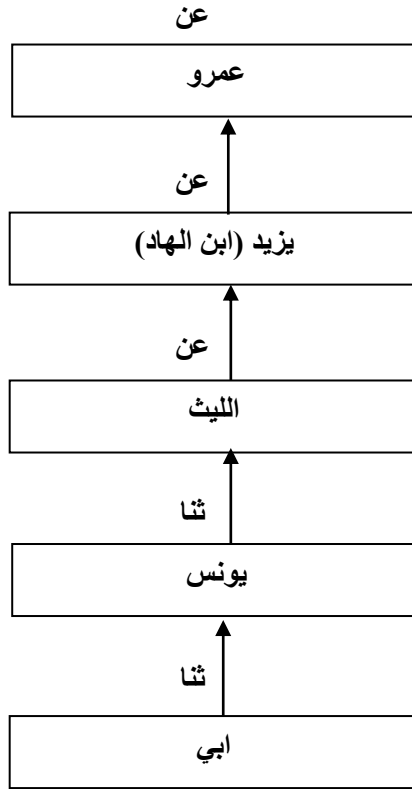 عن
عمرو
عن
يزيد (ابن الهاد)
عن
الليث
ثنا
يونس
ثنا
ابي